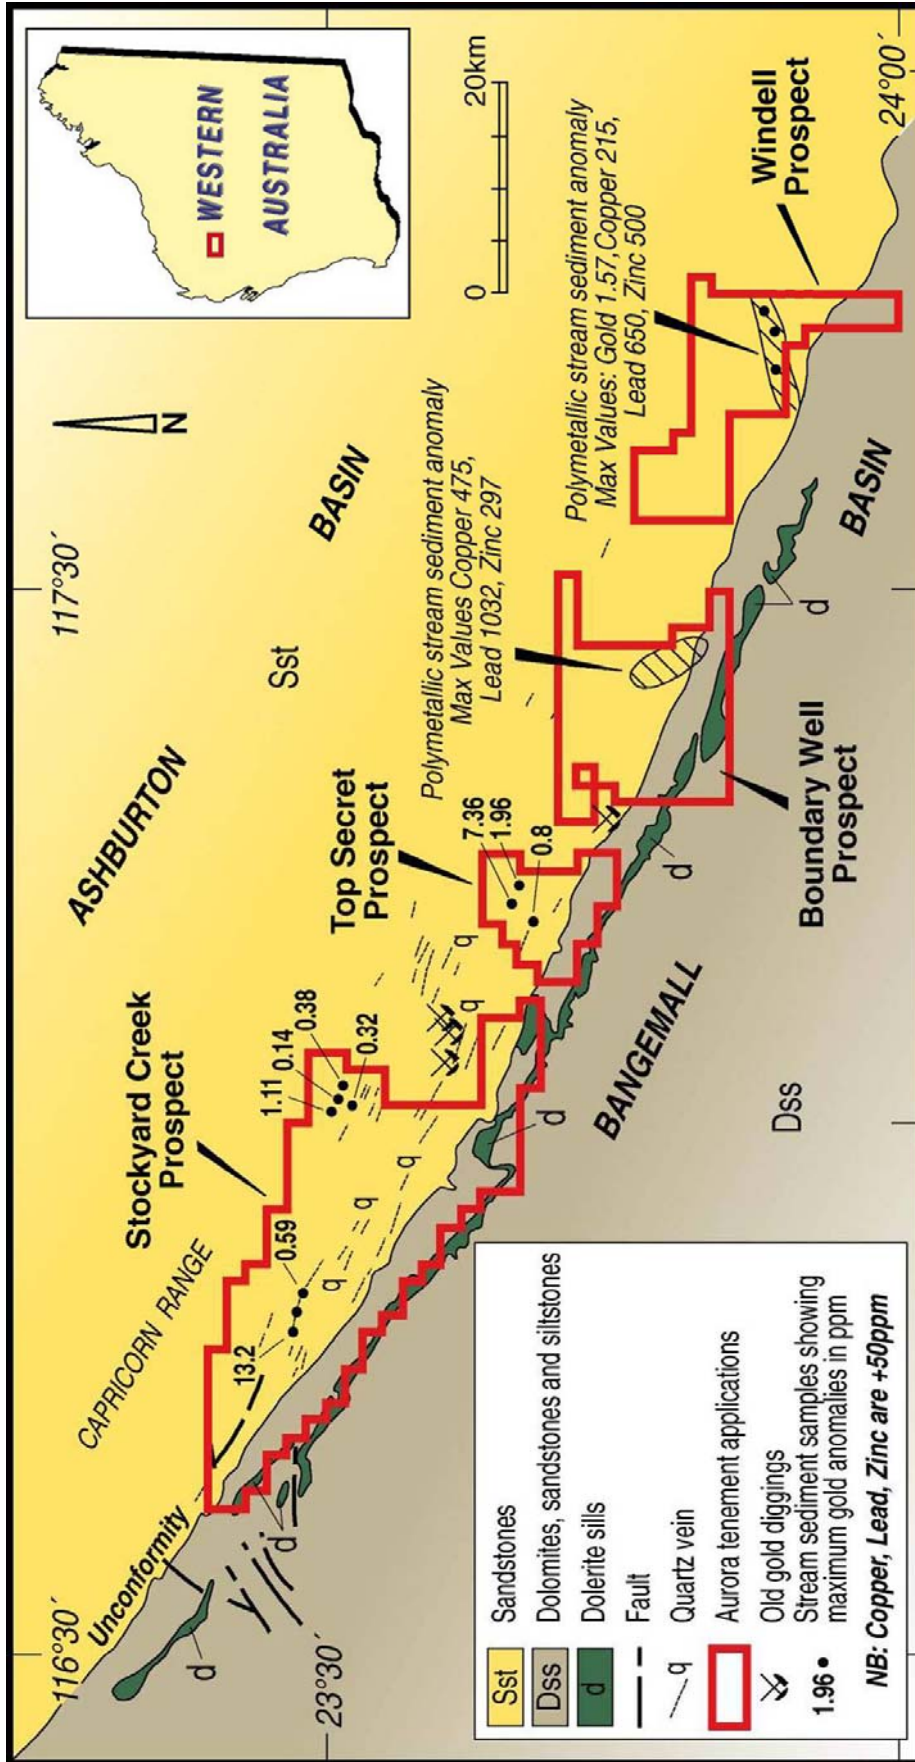 116°30´
117°30´
WESTERN
AUSTRALIA
ASHBURTON
BASIN
CAPRICORN RANGE
Sst
N
0
20km
Stockyard Creek
Prospect
Top Secret
Prospect
Polymetallic stream sediment anomaly
Max Values Copper 475,
Lead 1032, Zinc 297
Polymetallic stream sediment anomaly
Max Values: Gold 1.57,Copper 215,
Lead 650, Zinc 500
Windell
Prospect
Unconformity
13.2
0.59
1.11
0.14
0.38
0.32
7.36
1.96
0.8
q
q
q
q
q
d
d
d
d
d
d
23°30´
24°00´
BANGEMALL
BASIN
Dss
Boundary Well
Prospect
Sst Sandstones
Dss Dolomites, sandstones and siltstones
d Dolerite sills
Fault
q Quartz vein
Aurora tenement applications
Old gold diggings
1.96 Stream sediment samples showing
maximum gold anomalies in ppm
NB: Copper, Lead, Zinc are +50ppm